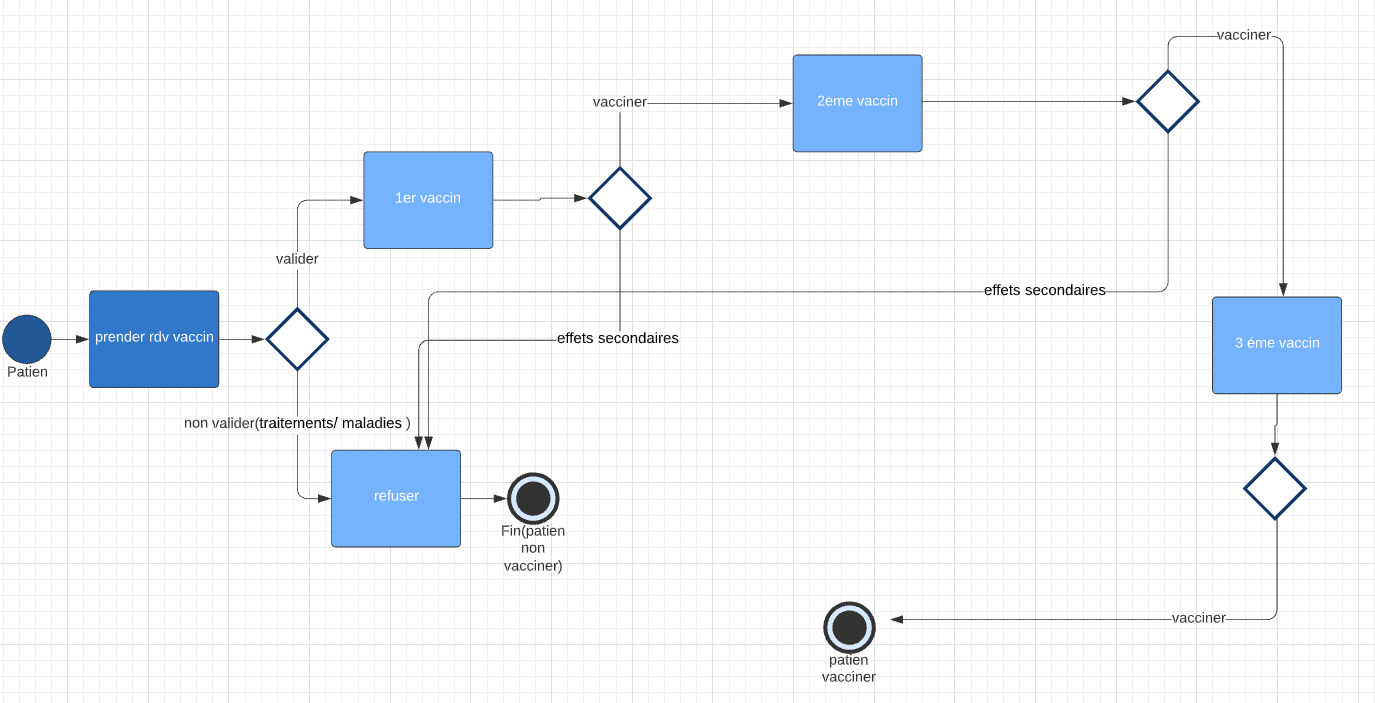 vacciner
2éme vaccin
vacciner
1er vaccin
valider
effets secondaires
prender rdv vaccin
effets secondaires
3 éme vaccin
Patien
non valider(traitements/ maladies )
refuser
Fin(patien
non
vacciner)
vacciner
patien
vacciner